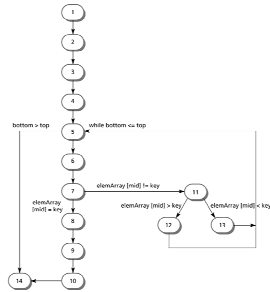 1
2
3
4
bottom > top
while bottom <= top
5
6
7
elemArray [mid] != key
11
elemArray
[mid] = key
8
elemArray [mid] > key
elemArray [mid] < key
12
13
9
14
10